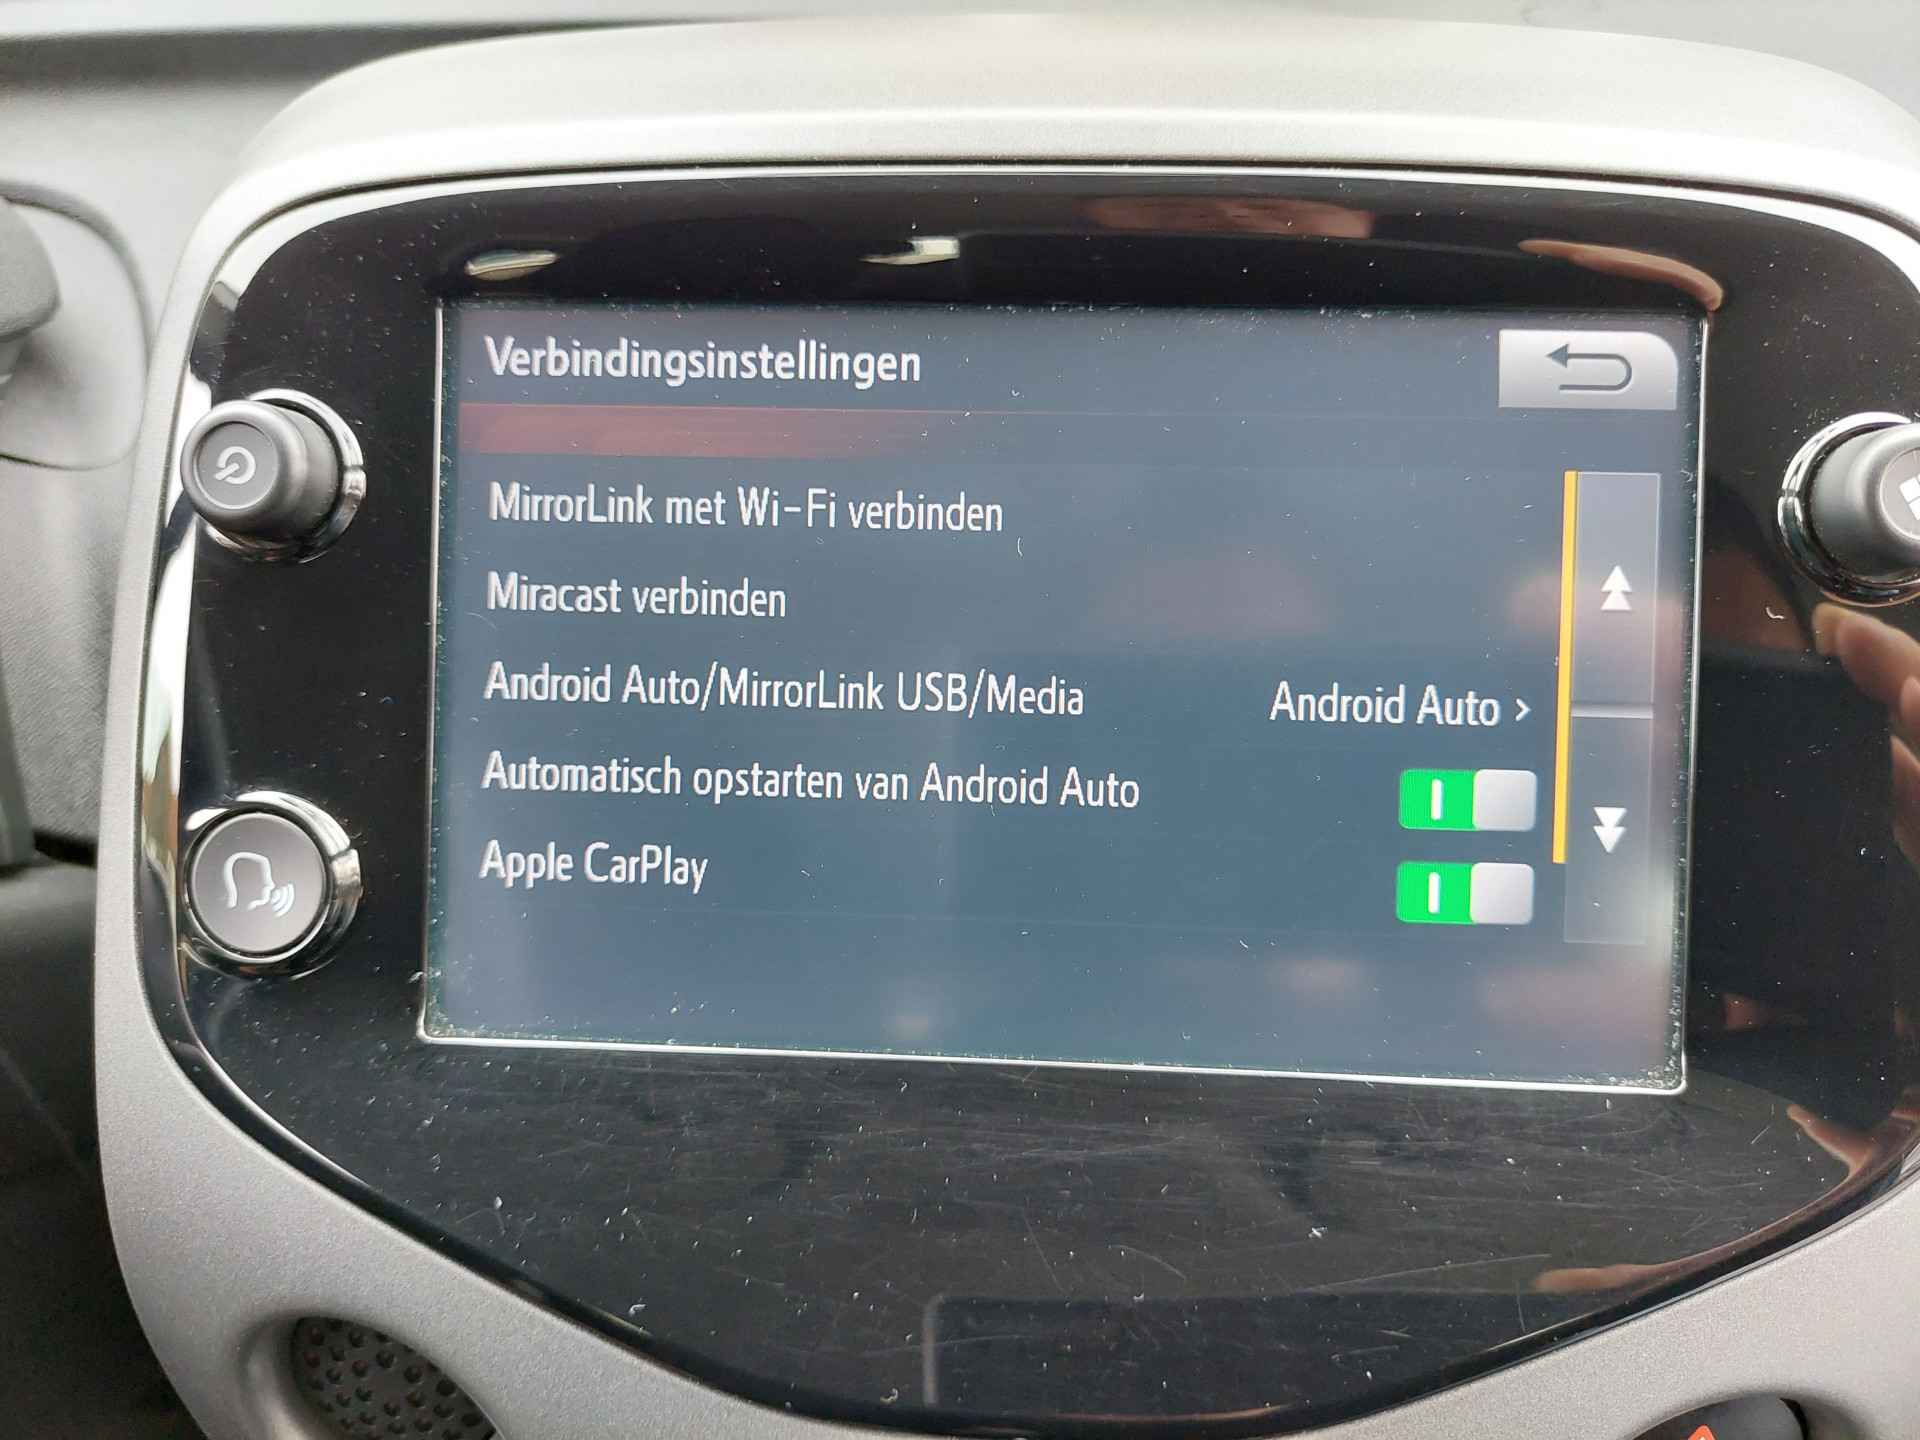 Verbindingsinstellingen
MirrorLink met Wi-Fi verbinden
Miracast verbinden
Android Auto/MirrorLink USB/Media Android Auto >
Automatisch opstarten van Android Auto
Apple CarPlay